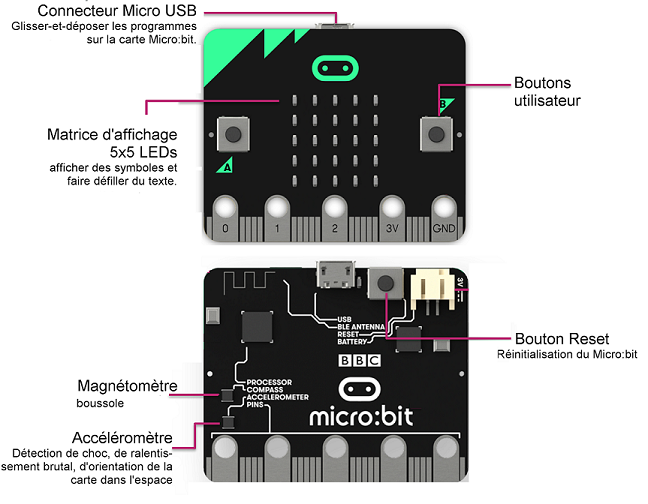 Connecteur Micro USB
Glisser-et-déposer les programmes
sur la carte Micro:bit.
Boutons
utilisateur
B
Matrice d'affichage
5x5 LEDs
afficher des symboles et
faire défiller du texte.
A
0 1 2 3V GND
3V
USB
BLE ANTENNA
RESET
BATTERY
Bouton Reset
Réinitialisation du Micro:bit
BBC
micro:bit
Magnétomètre
boussole
PROCESSOR
COMPASS
ACCELEROMETER
PINS
Accéléromètre
Détection de choc, de ralentis-
sement brutal, d'orientation de la
carte dans l'espace